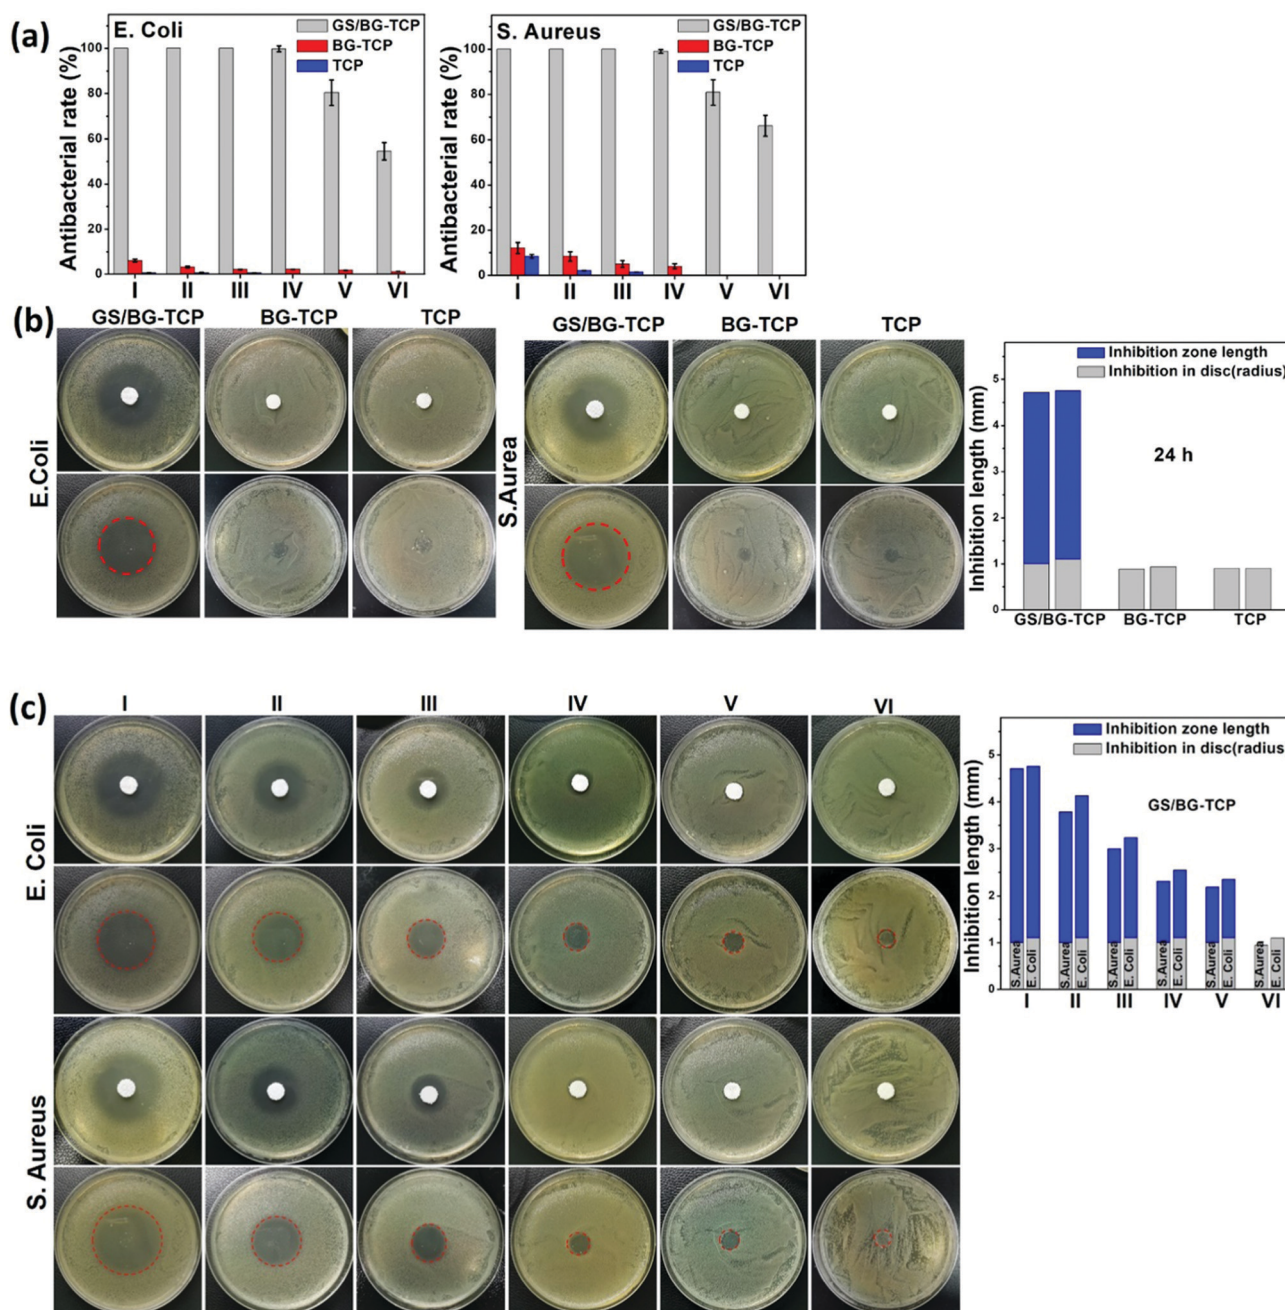 (a)
E. Coli
GS/BG-TCP
BG-TCP
TCP
Antibacterial rate (%)
100
80
60
40
20
0
I II III IV V VI
S. Aureus
GS/BG-TCP
BG-TCP
TCP
Antibacterial rate (%)
100
80
60
40
20
0
I II III IV V VI
(b)
GS/BG-TCP BG-TCP TCP
E.Coli
GS/BG-TCP BG-TCP TCP
S.Aurea
Inhibition zone length
Inhibition in disc(radius)
Inhibition length (mm)
24 h
5
4
3
2
1
0
GS/BG-TCP BG-TCP TCP
(c)
I II III IV V VI
E. Coli
S. Aureus
Inhibition zone length
Inhibition in disc(radius
Inhibition length (mm)
GS/BG-TCP
5
4
3
2
1
0
S.Aurea
E. Coli
S.Aurea
E. Coli
S.Aurea
E. Coli
S.Aurea
E. Coli
S.Aurea
E. Coli
S.Aurea
E. Coli
I II III IV V VI